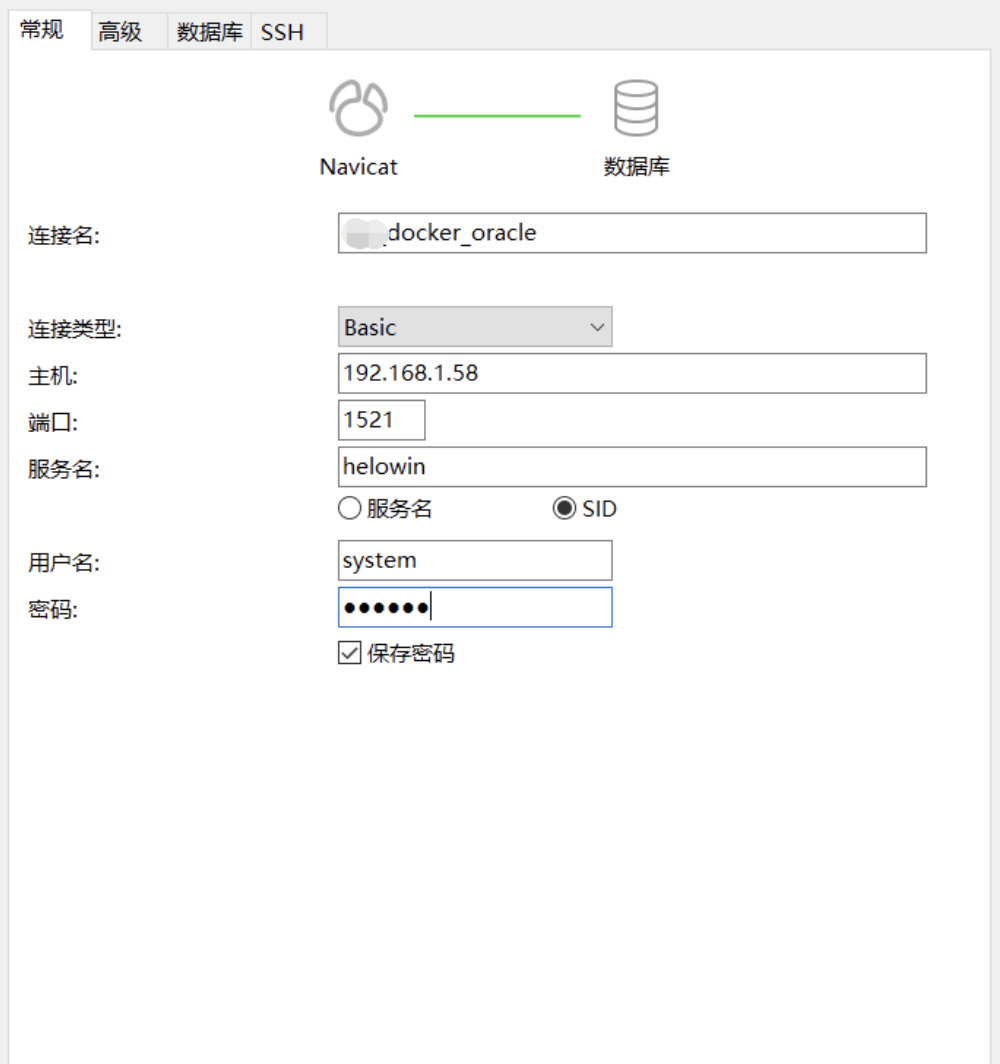 常规 高级 数据库 SSH
Navicat 数据库
连接名: _docker_oracle
连接类型: Basic
主机: 192.168.1.58
端口: 1521
服务名: helowin
服务名 SID
用户名: system
密码: ●●●●●●
保存密码